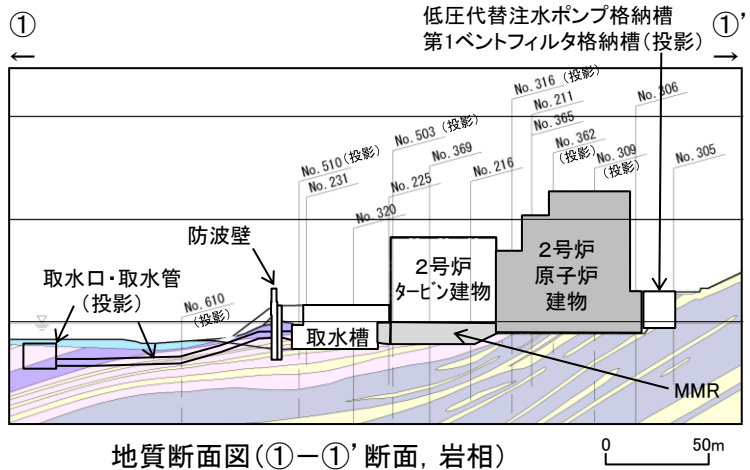 ①
①’
低圧代替注水ポンプ格納槽
第1ベントフィルタ格納槽(投影)
No. 316 (投影)
No. 211
No. 365
No. 362
(投影)
No. 309
(投影)
No. 306
No. 305
No. 503 (投影)
No. 510 (投影)
No. 369
No. 231
No. 225
No. 216
No. 320
No. 610
(投影)
防波壁
取水口・取水管
(投影)
取水槽
2号炉
タービン建物
2号炉
原子炉
建物
MMR
地質断面図(①-①’断面, 岩相)
0 50m